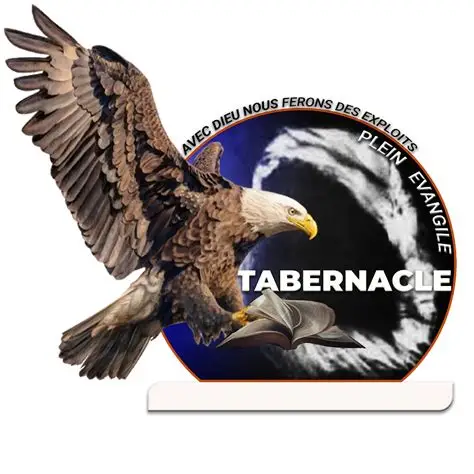 AVEC DIEU NOUS FERONS DES EXPLOITS
PLEIN EVANGILE
TABERNACLE